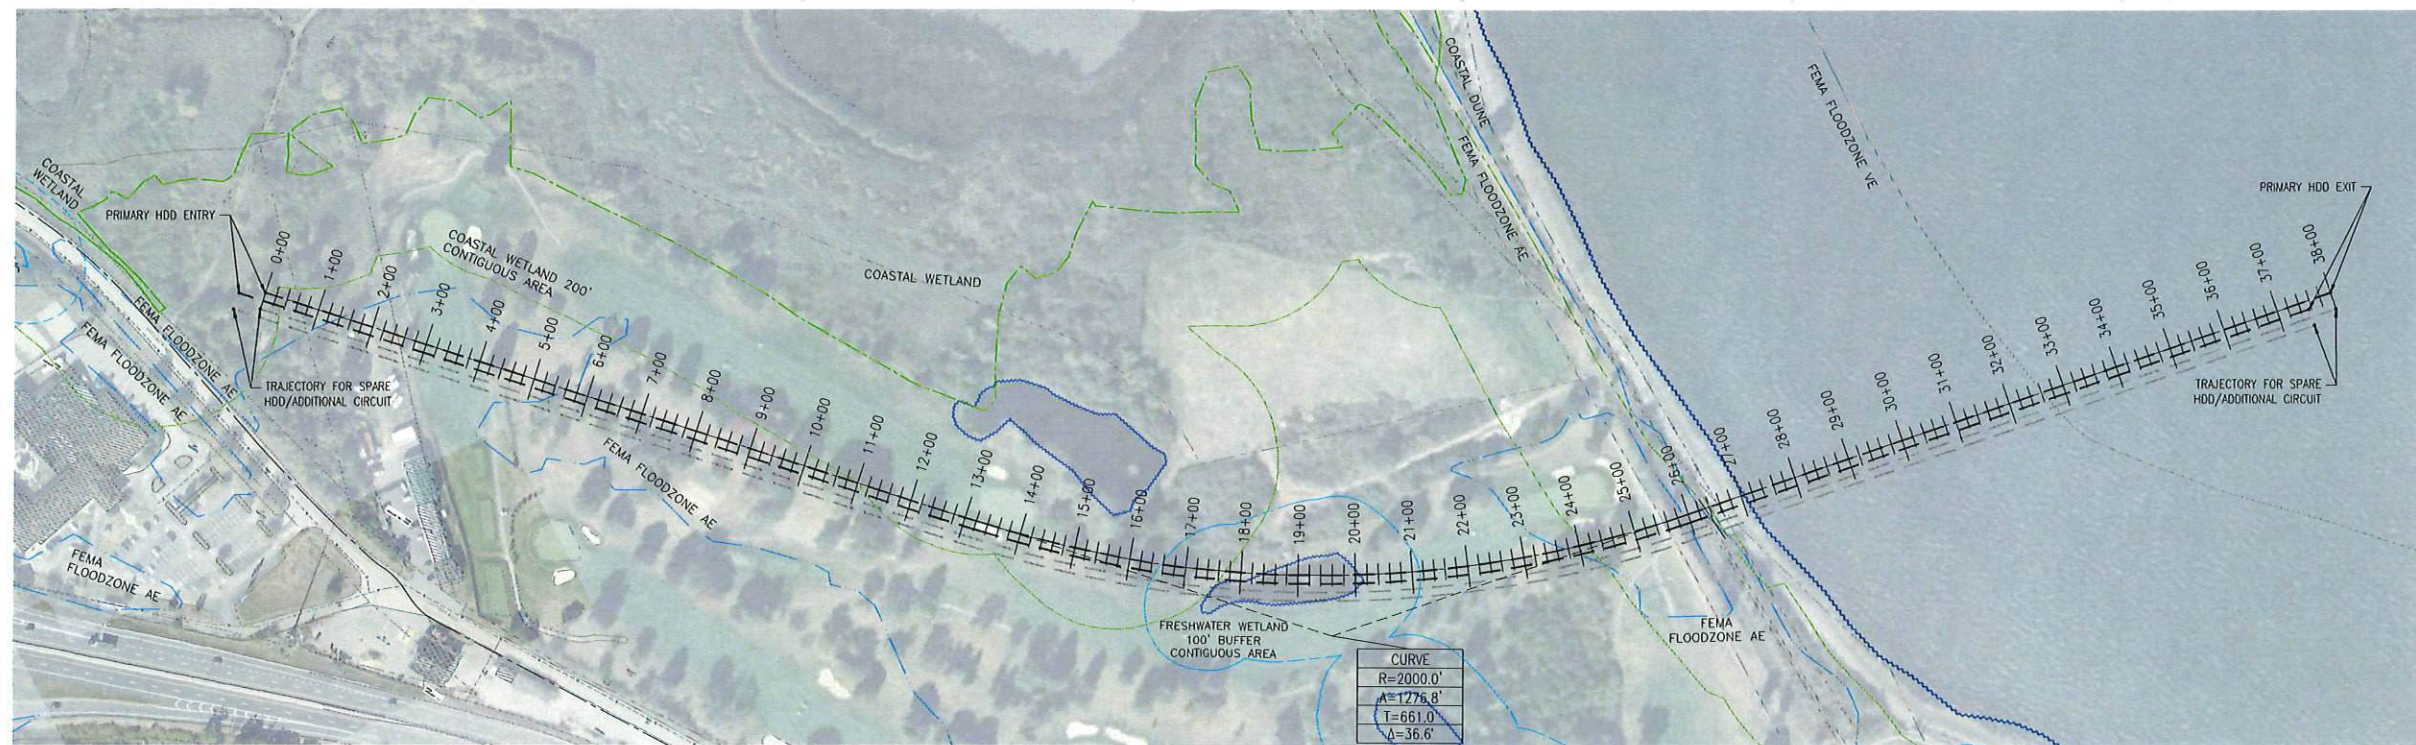 COASTAL
WETLAND
PRIMARY HDD ENTRY
TRAJECTORY FOR SPARE
HDD/ADDITIONAL CIRCUIT
FEMA FLOODZONE AE
FEMA FLOODZONE AE
FEMA
FLOODZONE AE
COASTAL WETLAND 200'
CONTIGUOUS AREA
COASTAL WETLAND
FEMA FLOODZONE AE
0+00
1+00
2+00
3+00
4+00
5+00
6+00
7+00
8+00
9+00
10+00
11+00
12+00
13+00
14+00
15+00
16+00
17+00
18+00
19+00
20+00
21+00
22+00
23+00
24+00
25+00
26+00
27+00
28+00
29+00
30+00
31+00
32+00
33+00
34+00
35+00
36+00
37+00
38+00
FRESHWATER WETLAND
100' BUFFER
CONTIGUOUS AREA
CURVE
R=2000.0'
A=1276.8'
T=661.0'
Δ=36.6°
COASTAL DUNE
FEMA FLOODZONE AE
FEMA
FLOODZONE AE
FEMA FLOODZONE VE
PRIMARY HDD EXIT
TRAJECTORY FOR SPARE
HDD/ADDITIONAL CIRCUIT